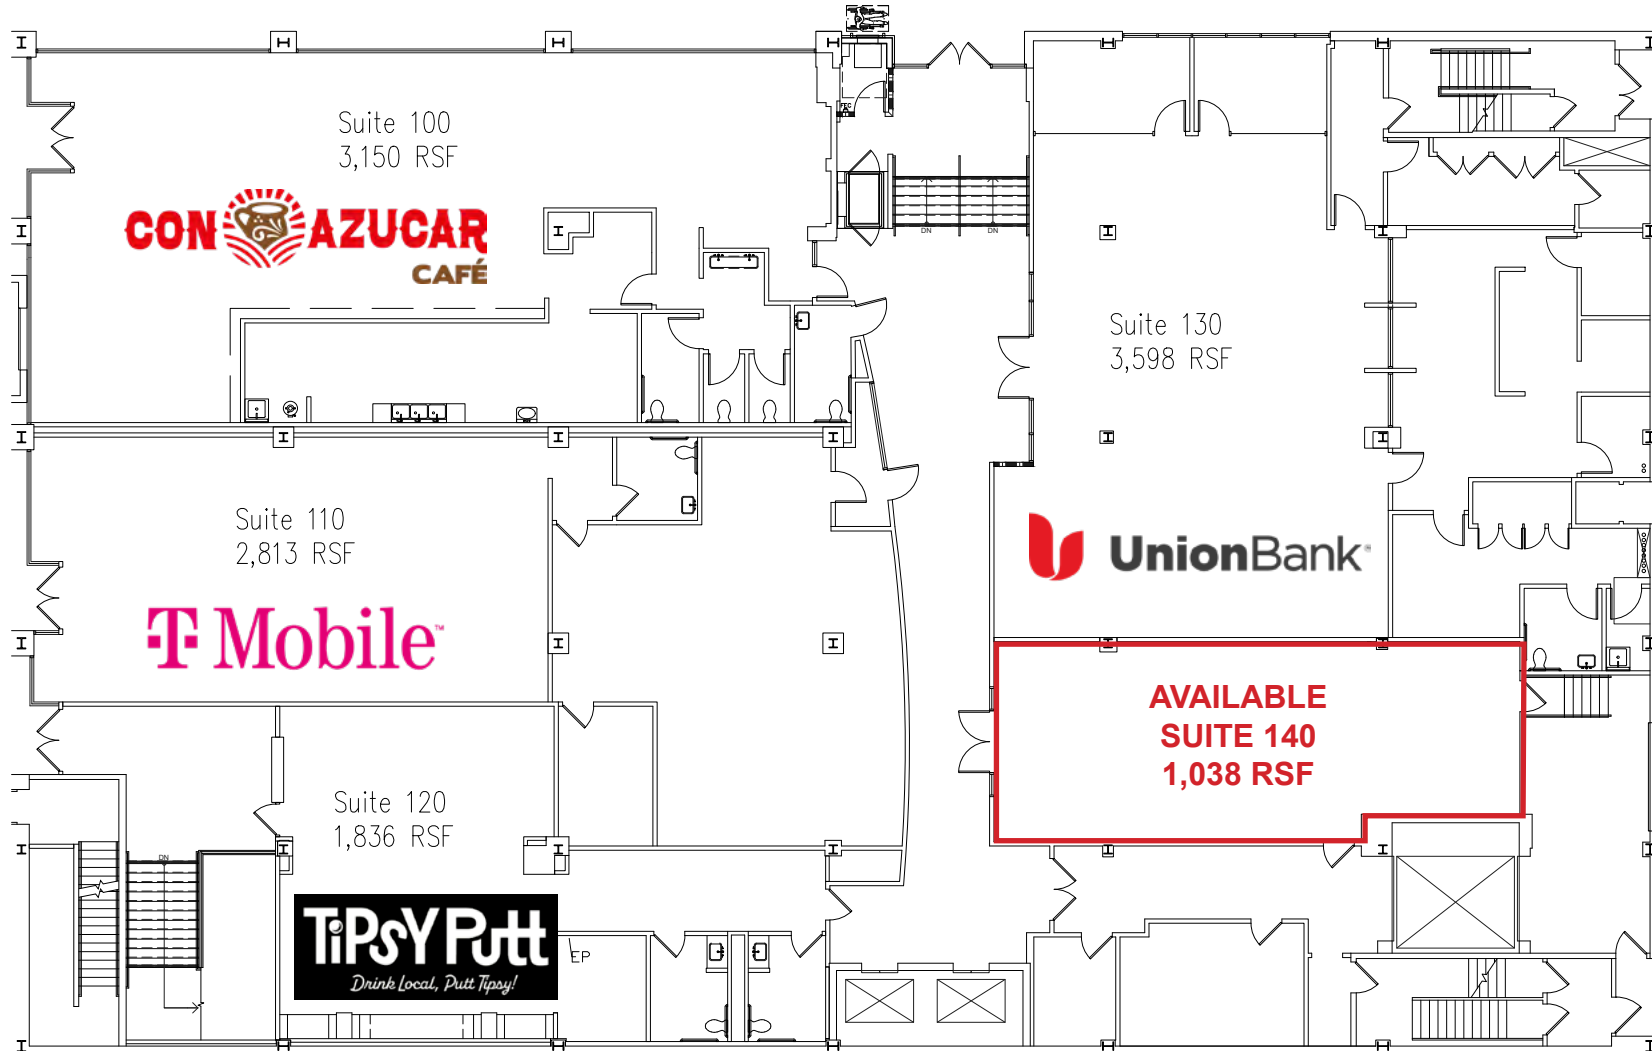 FEC
Suite 100
3,150 RSF
CON AZUCAR
CAFÉ
DN
DN
Suite 130
3,598 RSF
Suite 110
2,813 RSF
UnionBank
T Mobile™
AVAILABLE
SUITE 140
1,038 RSF
Suite 120
1,836 RSF
DN
TiPSY Putt
Drink Local, Putt Tipsy!
EP